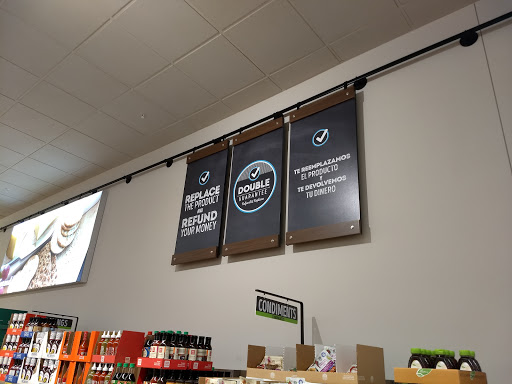 REPLACE
THE PRODUCT
AND
REFUND
YOUR MONEY
DOUBLE
GUARANTEE
TE REEMPLAZAMOS
EL PRODUCTO
Y
TE DEVOLVEMOS
TU DINERO
CONDIMENTS